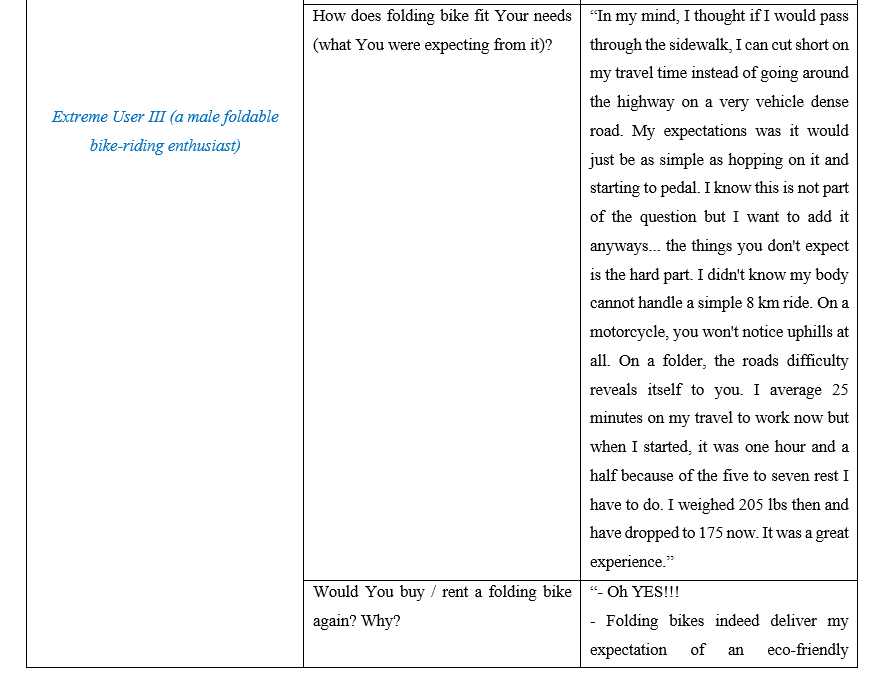 Extreme User III (a male foldable
bike-riding enthusiast)
How does folding bike fit Your needs
(what You were expecting from it)?
“In my mind, I thought if I would pass
through the sidewalk, I can cut short on
my travel time instead of going around
the highway on a very vehicle dense
road. My expectations was it would
just be as simple as hopping on it and
starting to pedal. I know this is not part
of the question but I want to add it
anyways... the things you don't expect
is the hard part. I didn't know my body
cannot handle a simple 8 km ride. On a
motorcycle, you won't notice uphills at
all. On a folder, the roads difficulty
reveals itself to you. I average 25
minutes on my travel to work now but
when I started, it was one hour and a
half because of the five to seven rest I
have to do. I weighed 205 lbs then and
have dropped to 175 now. It was a great
experience.”
Would You buy / rent a folding bike
again? Why?
“- Oh YES!!!
- Folding bikes indeed deliver my
expectation of an eco-friendly